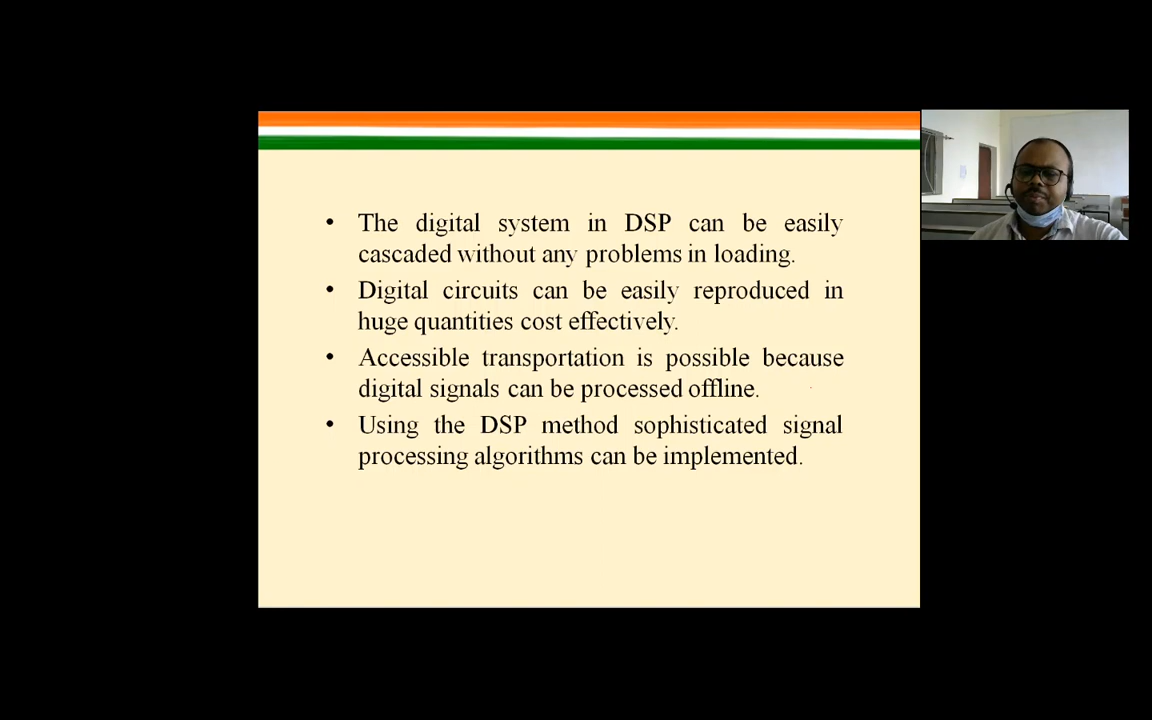 • The digital system in DSP can be easily
cascaded without any problems in loading.
• Digital circuits can be easily reproduced in
huge quantities cost effectively.
• Accessible transportation is possible because
digital signals can be processed offline.
• Using the DSP method sophisticated signal
processing algorithms can be implemented.